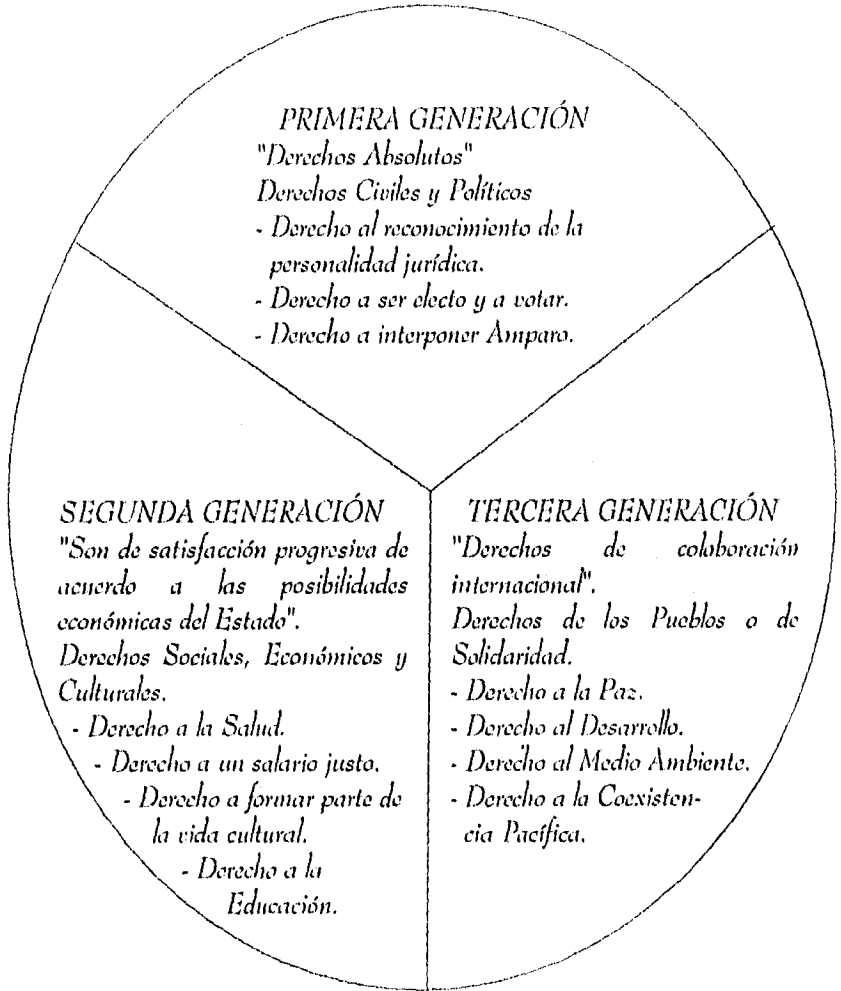 PRIMERA GENERACIÓN
"Derechos Absolutos"
Derechos Civiles y Políticos
- Derecho al reconocimiento de la
personalidad jurídica.
- Derecho a ser electo y a votar.
- Derecho a interponer Amparo.
SEGUNDA GENERACIÓN
"Son de satisfacción progresiva de
acuerdo a las posibilidades
económicas del Estado".
Derechos Sociales, Económicos y
Culturales.
- Derecho a la Salud.
- Derecho a un salario justo.
- Derecho a formar parte de
la vida cultural.
- Derecho a la
Educación.
TERCERA GENERACIÓN
"Derechos de colaboración
internacional".
Derechos de los Pueblos o de
Solidaridad.
- Derecho a la Paz.
- Derecho al Desarrollo.
- Derecho al Medio Ambiente.
- Derecho a la Coexisten-
cia Pacífica.